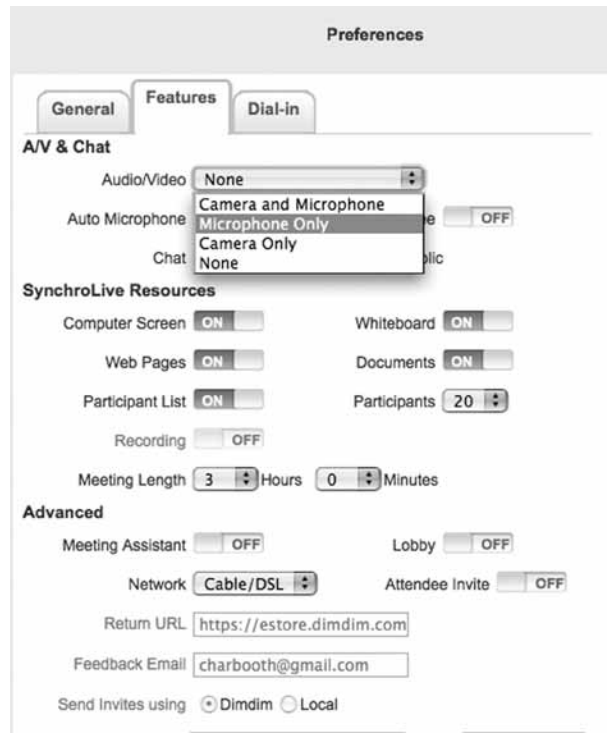 Preferences
General Features Dial-in
A/V & Chat
Audio/Video None
Camera and Microphone
Auto Microphone Microphone Only OFF
Camera Only
Chat None
SynchroLive Resources
Computer Screen ON Whiteboard ON
Web Pages ON Documents ON
Participant List ON Participants 20
Recording OFF
Meeting Length 3 Hours 0 Minutes
Advanced
Meeting Assistant OFF Lobby OFF
Network Cable/DSL Attendee Invite OFF
Return URL https://estore.dimdim.com
Feedback Email charbooth@gmail.com
Send Invites using Dimdim Local